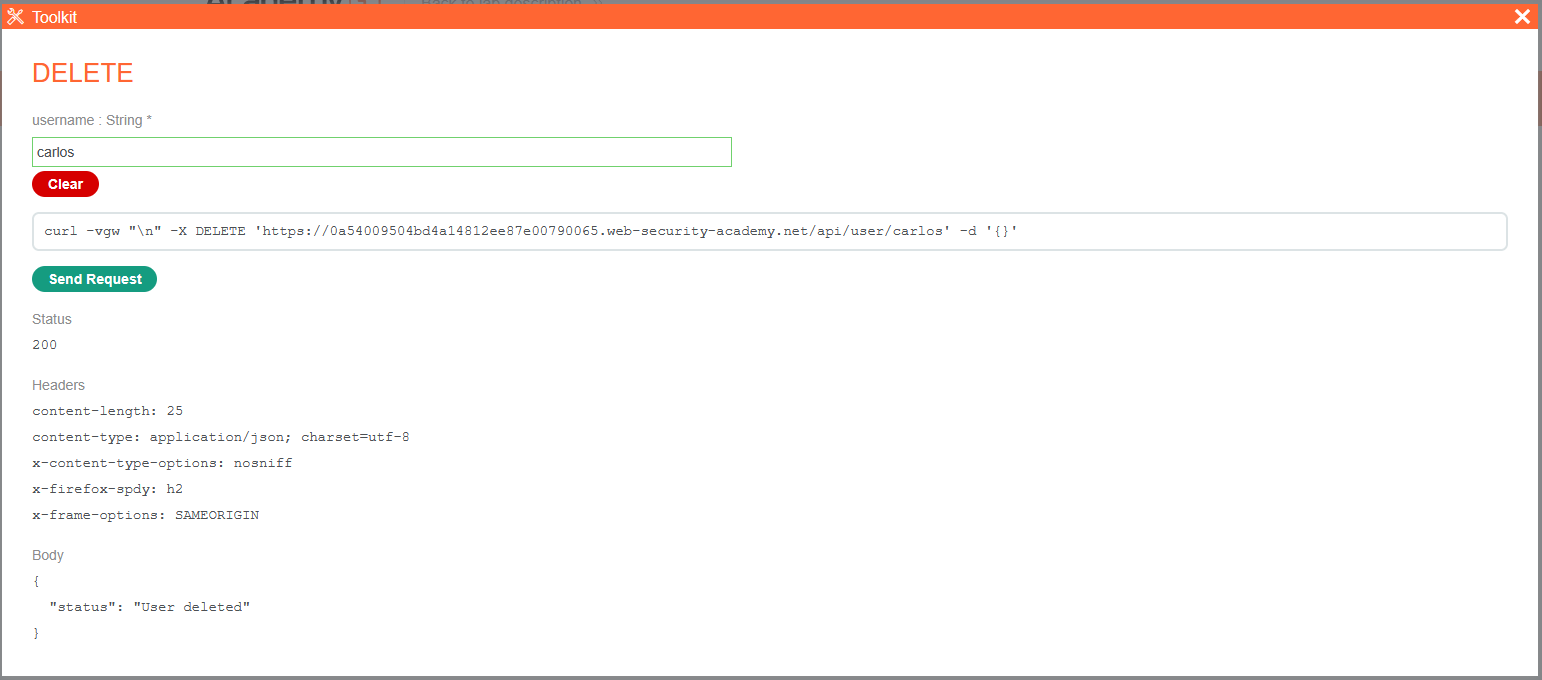 Toolkit
DELETE
username : String *
carlos
Clear
curl -vgw "\n" -X DELETE 'https://0a54009504bd4a14812ee87e00790065.web-security-academy.net/api/user/carlos' -d '{}'
Send Request
Status
200
Headers
content-length: 25
content-type: application/json; charset=utf-8
x-content-type-options: nosniff
x-firefox-spdy: h2
x-frame-options: SAMEORIGIN
Body
{
"status": "User deleted"
}